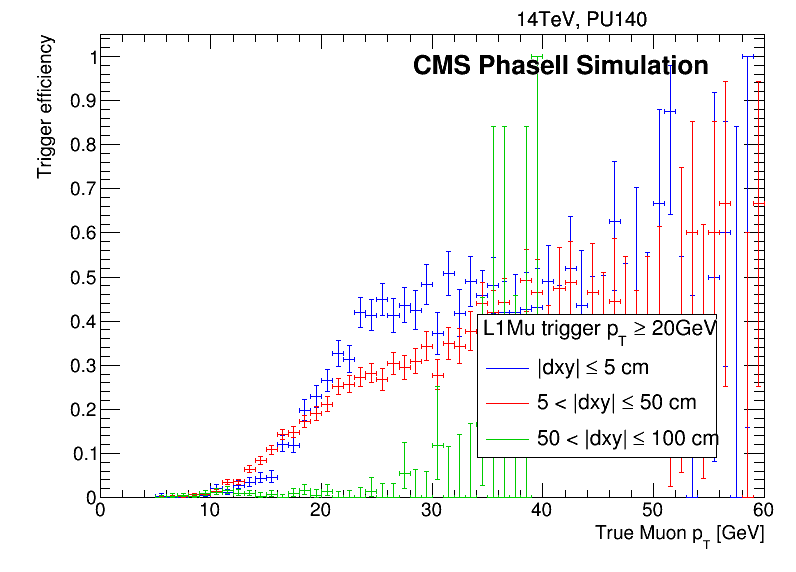 14TeV, PU140
CMS PhaseII Simulation
Trigger efficiency
1
0.9
0.8
0.7
0.6
0.5
0.4
0.3
0.2
0.1
0
L1Mu trigger p_T ≥ 20GeV
|dxy| ≤ 5 cm
5 < |dxy| ≤ 50 cm
50 < |dxy| ≤ 100 cm
0 10 20 30 40 50 60
True Muon p_T [GeV]